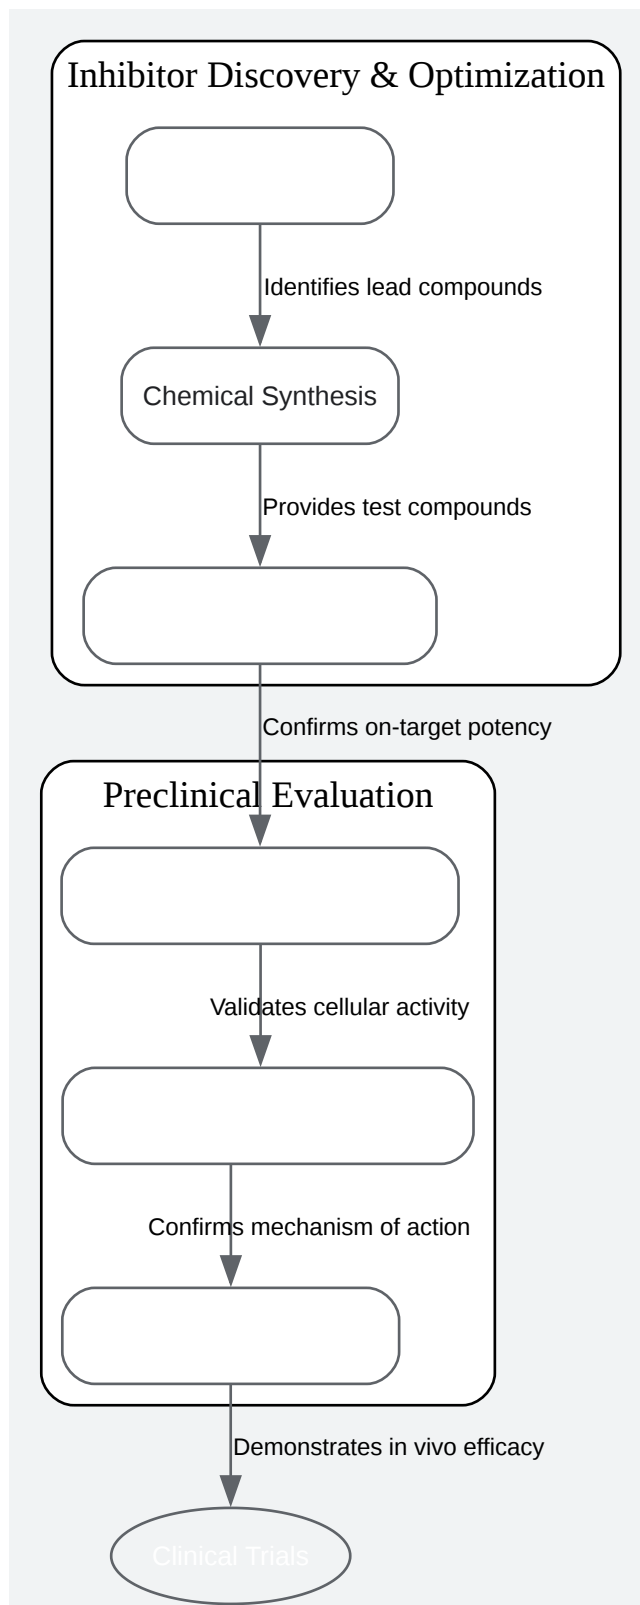 Inhibitor Discovery & Optimization
Identifies lead compounds
Chemical Synthesis
Provides test compounds
Confirms on-target potency
Preclinical Evaluation
Validates cellular activity
Confirms mechanism of action
Demonstrates in vivo efficacy
Clinical Trials